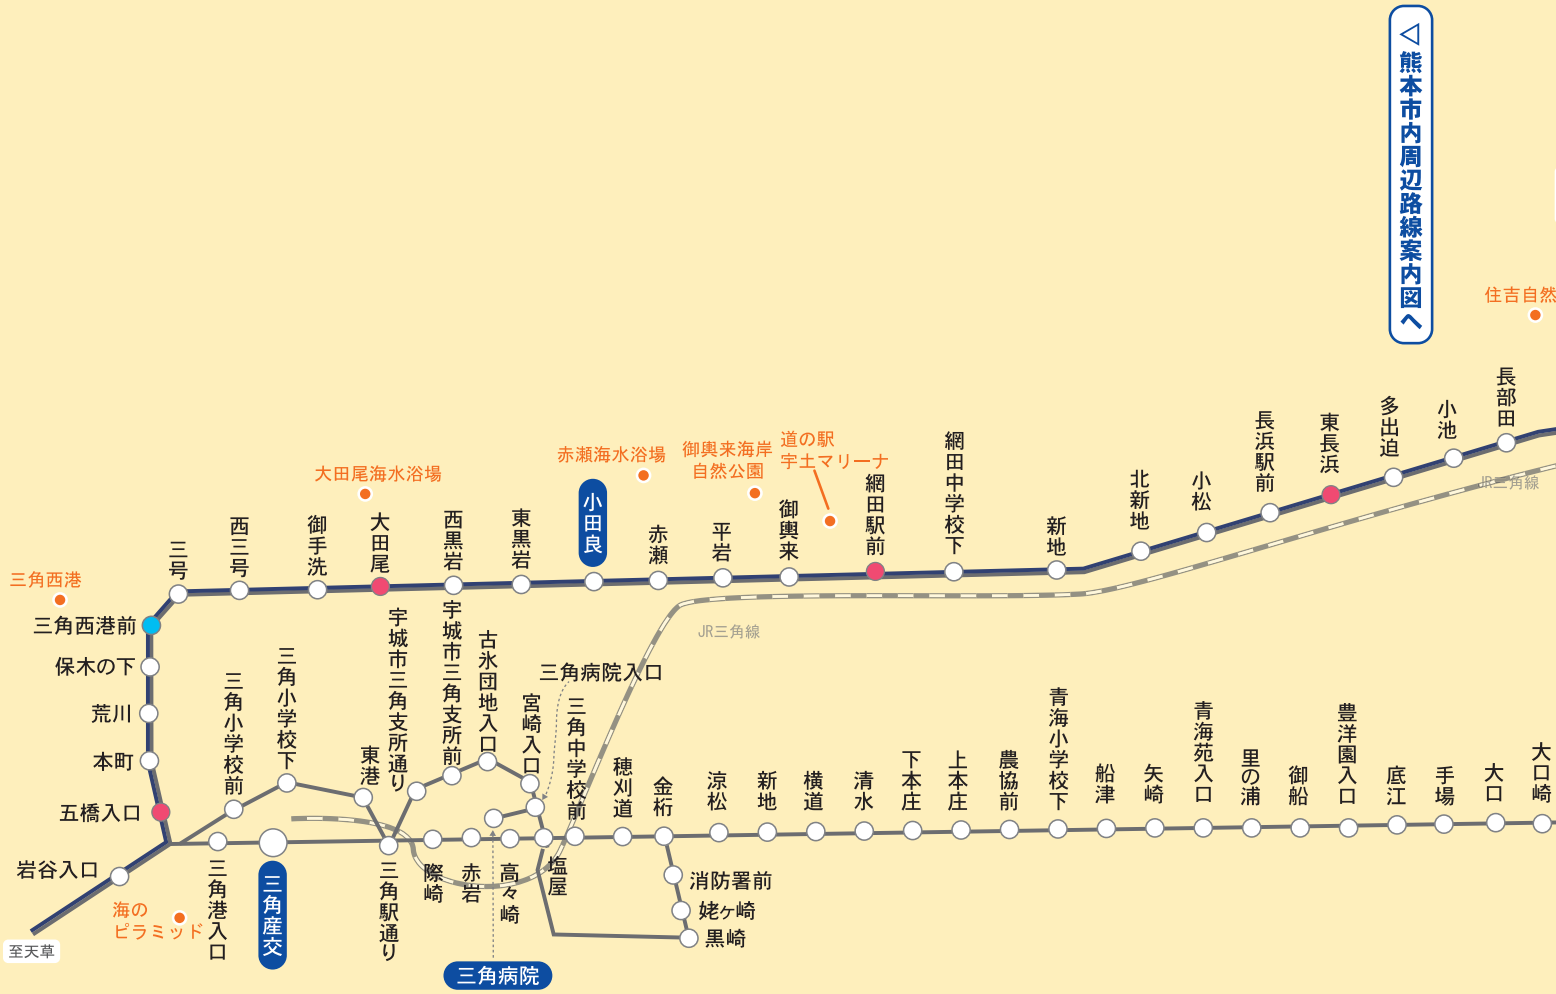 ◁熊本市内周辺路線案内図へ
住吉自然
長部田
小池
多出迫
東長浜
長浜駅前
小松
北新地
新地
網田中学校下
網田駅前
道の駅
宇土マリーナ
御輿来海岸
自然公園
御輿来
平岩
赤瀬海水浴場
赤瀬
小田良
東黒岩
西黒岩
大田尾海水浴場
大田尾
御手洗
西三号
三号
三角西港
三角西港前
保木の下
荒川
本町
五橋入口
岩谷入口
至天草
海の
ピラミッド
JR三角線
JR三角線
三角小学校前
三角小学校下
東港
宇城市三角支所通り
宇城市三角支所前
古氷団地入口
宮崎入口
三角病院入口
三角中学校前
穂刈道
金桁
涼松
新地
横道
清水
下本庄
上本庄
農協前
青海小学校下
船津
矢崎
青海苑入口
里の浦
御船
豊洋園入口
底江
手場
大口
大口崎
三角港入口
三角産交
三角駅通り
際崎
赤岩
高々崎
塩屋
三角病院
消防署前
姥ヶ崎
黒崎